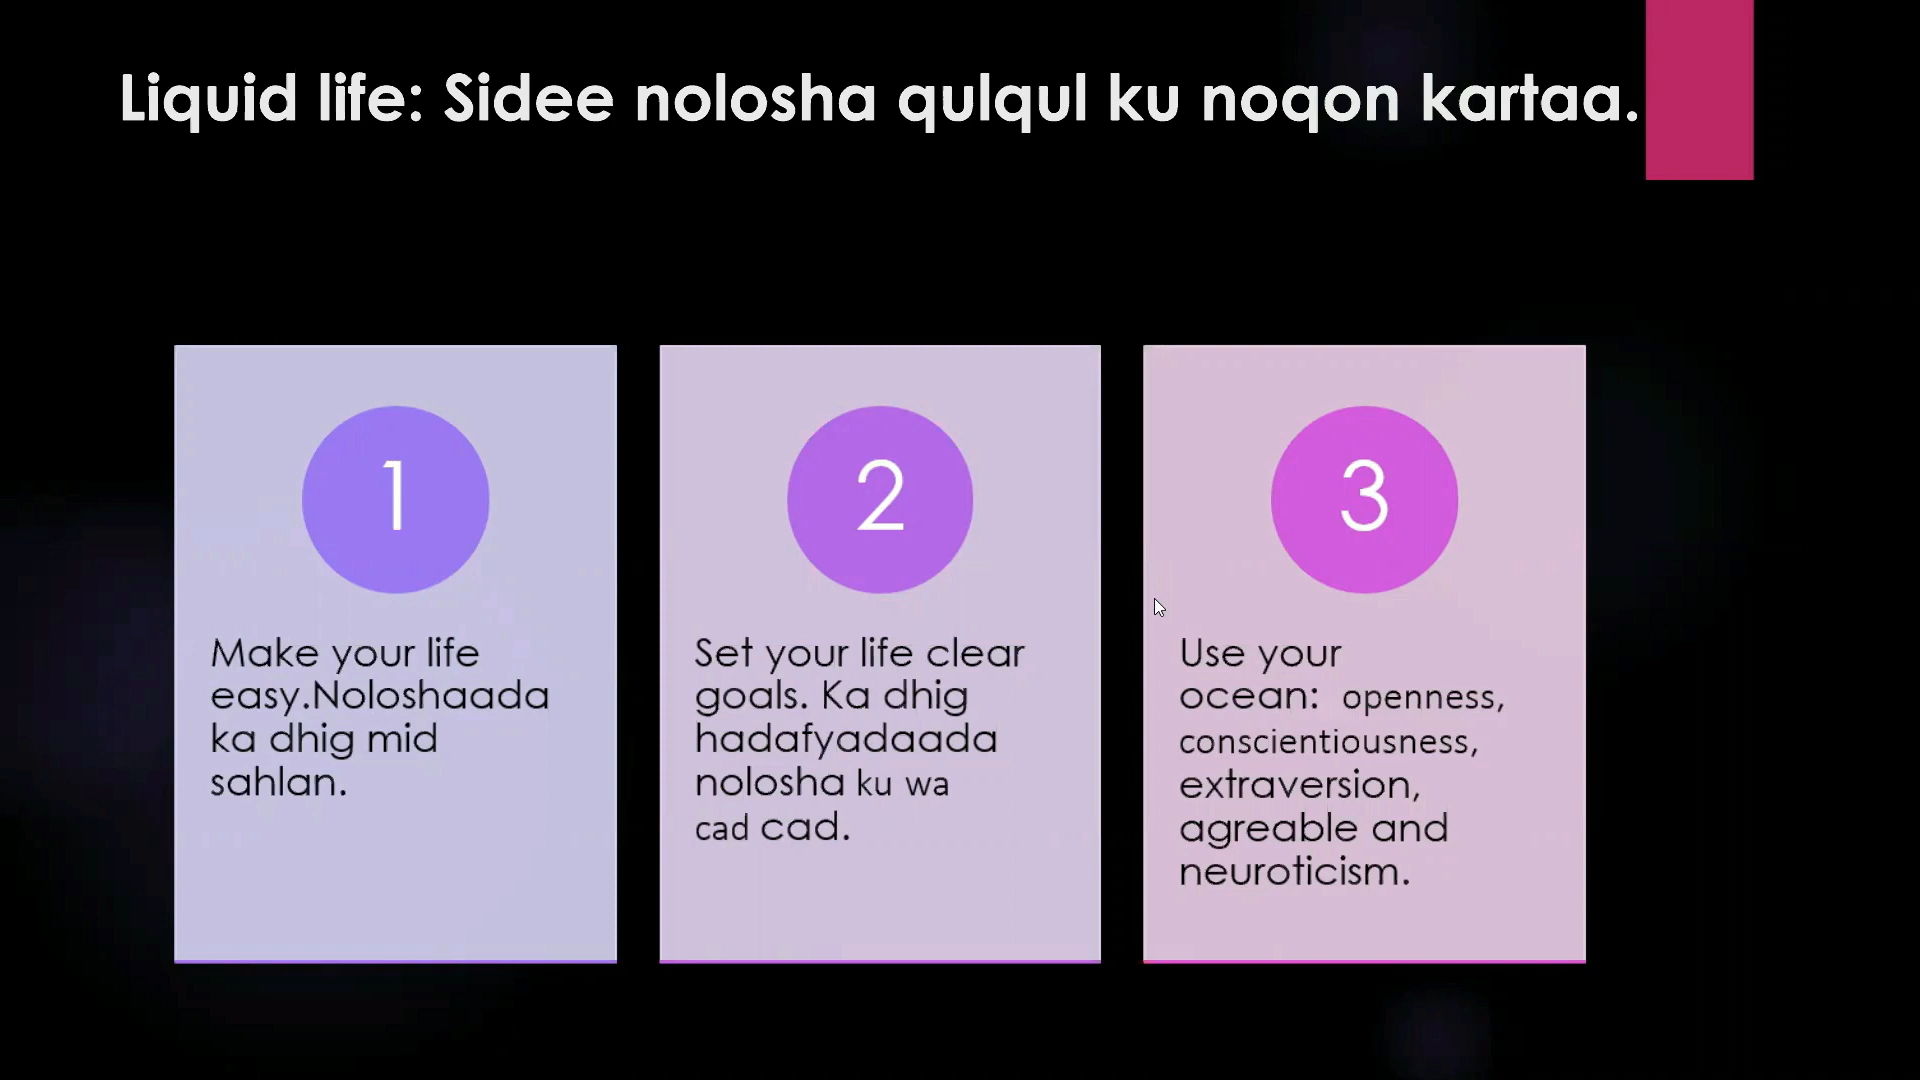 Liquid life: Sidee nolosha qulqul ku noqon kartaa.
1
Make your life
easy.Noloshaada
ka dhig mid
sahlan.
2
Set your life clear
goals. Ka dhig
hadafyadaada
nolosha ku wa
cad cad.
3
Use your
ocean: openness,
conscientiousness,
extraversion,
agreable and
neuroticism.